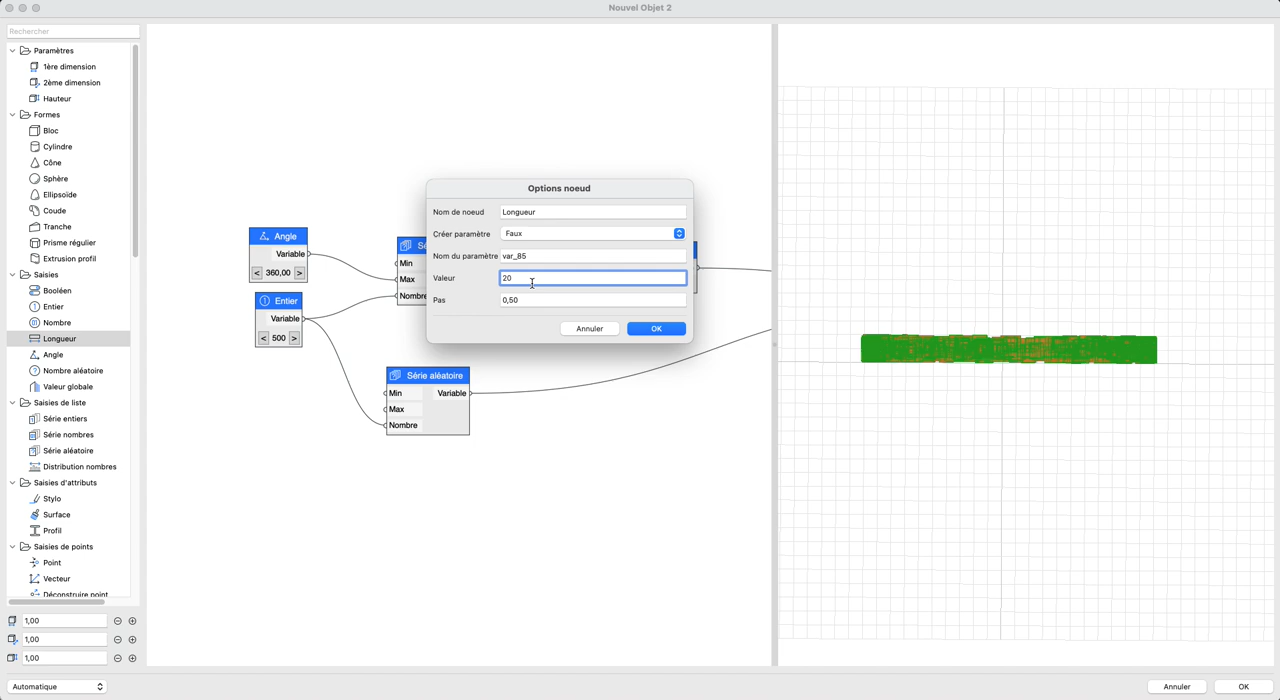 Nouvel Objet 2
Rechercher
Paramètres
1ère dimension
2ème dimension
Hauteur
Formes
Bloc
Cylindre
Cône
Sphère
Ellipsoïde
Coude
Tranche
Prisme régulier
Extrusion profil
Saisies
Booléen
Entier
Nombre
Longueur
Angle
Nombre aléatoire
Valeur globale
Saisies de liste
Série entiers
Série nombres
Série aléatoire
Distribution nombres
Saisies d'attributs
Stylo
Surface
Profil
Saisies de points
Point
Vecteur
Déconstruire point
1,00
1,00
1,00
Automatique
Angle
Variable
< 360,00 >
Entier
Variable
< 500 >
Sé
Min
Max
Nombre
Série aléatoire
Min Variable
Max
Nombre
Options noeud
Nom de noeud Longueur
Créer paramètre Faux
Nom du paramètre var_85
Valeur 20
Pas 0,50
Annuler OK
Annuler OK